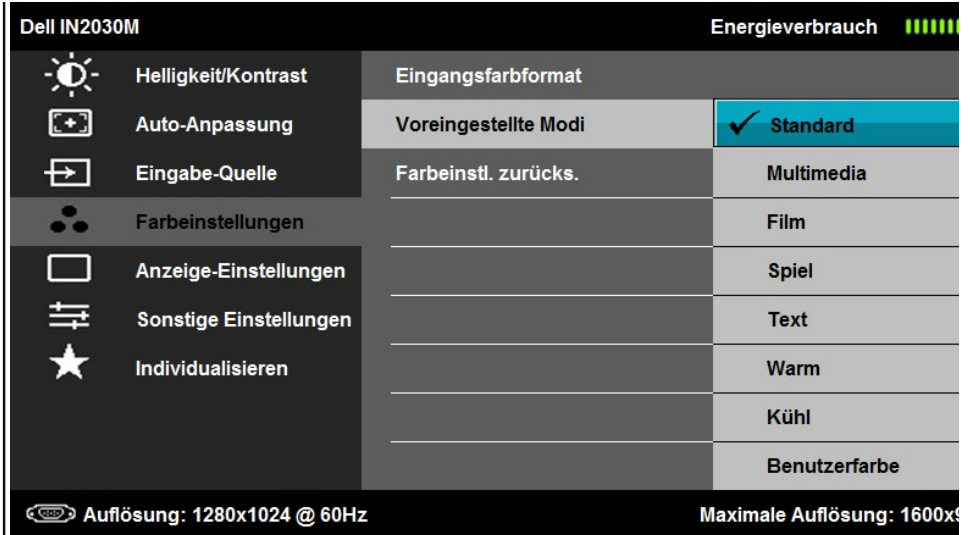 Dell IN2030M Energieverbrauch
Helligkeit/Kontrast
Auto-Anpassung
Eingabe-Quelle
Farbeinstellungen
Anzeige-Einstellungen
Sonstige Einstellungen
Individualisieren
Eingangsfarbformat
Voreingestellte Modi
Farbeinstl. zurücks.
Standard
Multimedia
Film
Spiel
Text
Warm
Kühl
Benutzerfarbe
Auflösung: 1280x1024 @ 60Hz Maximale Auflösung: